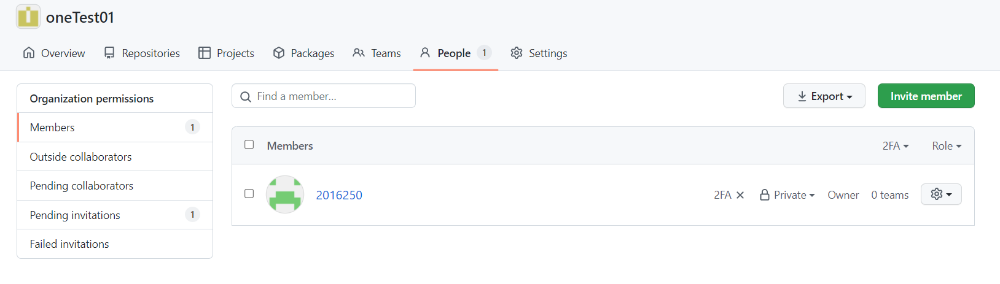 oneTest01
Overview Repositories Projects Packages Teams People 1 Settings
Organization permissions
Members 1
Outside collaborators
Pending collaborators
Pending invitations 1
Failed invitations
Find a member... Export Invite member
Members 2FA Role
2016250 2FA Private Owner 0 teams